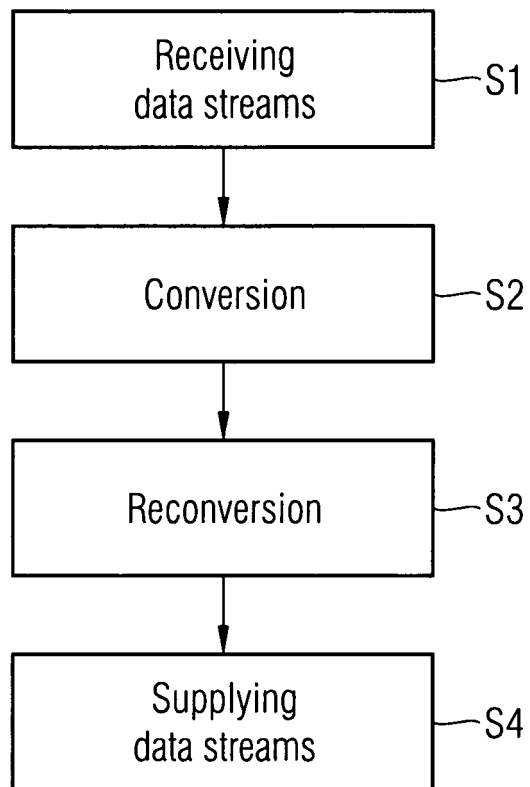 Receiving
data streams
S1
Conversion
S2
Reconversion
S3
Supplying
data streams
S4